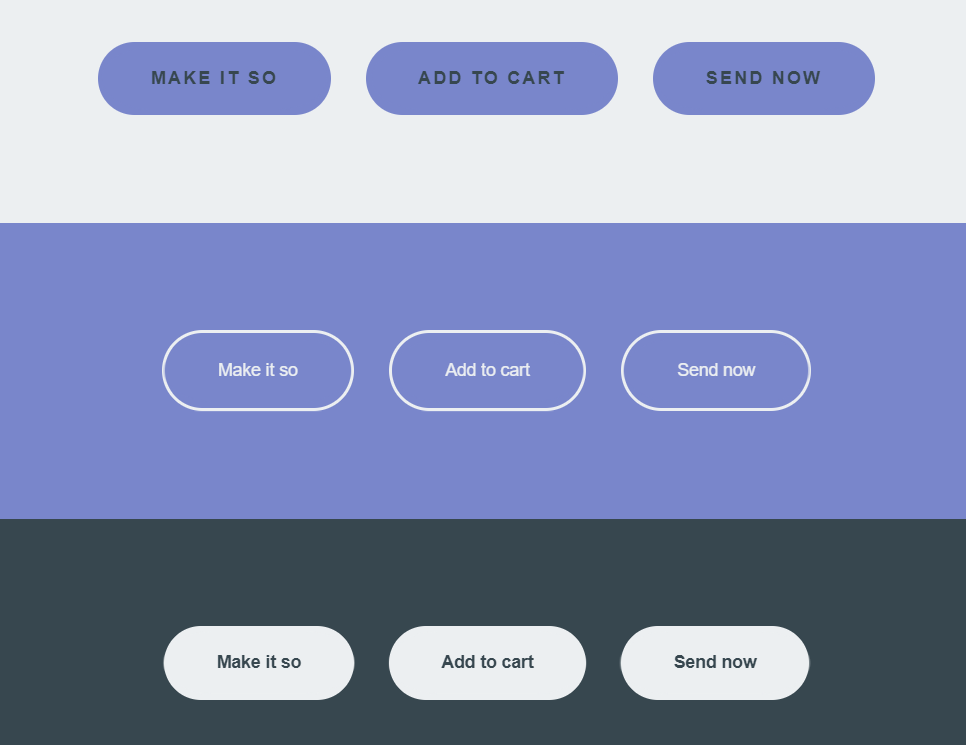 MAKE IT SO
ADD TO CART
SEND NOW
Make it so
Add to cart
Send now
Make it so
Add to cart
Send now